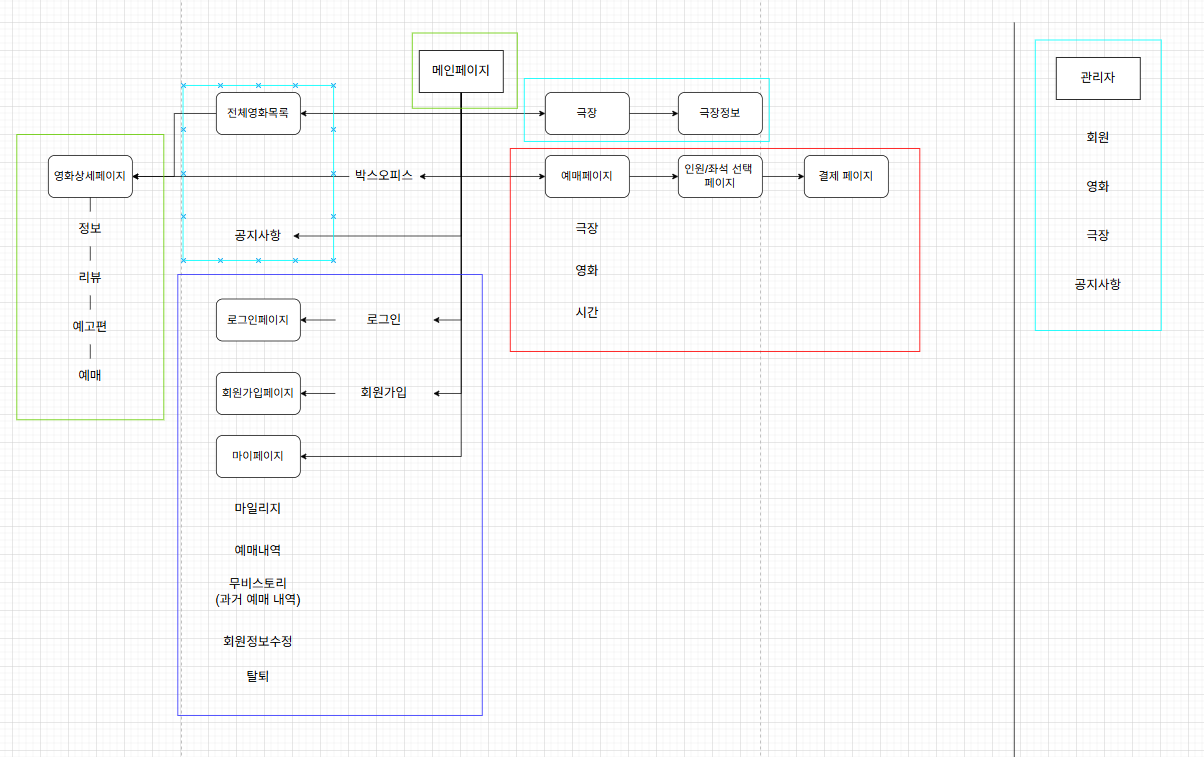 메인페이지
전체영화목록
극장
극장정보
영화상세페이지
박스오피스
예매페이지
인원/좌석 선택
페이지
결제 페이지
정보
리뷰
예고편
예매
공지사항
극장
영화
시간
로그인페이지
로그인
회원가입페이지
회원가입
마이페이지
마일리지
예매내역
무비스토리
(과거 예매 내역)
회원정보수정
탈퇴
관리자
회원
영화
극장
공지사항